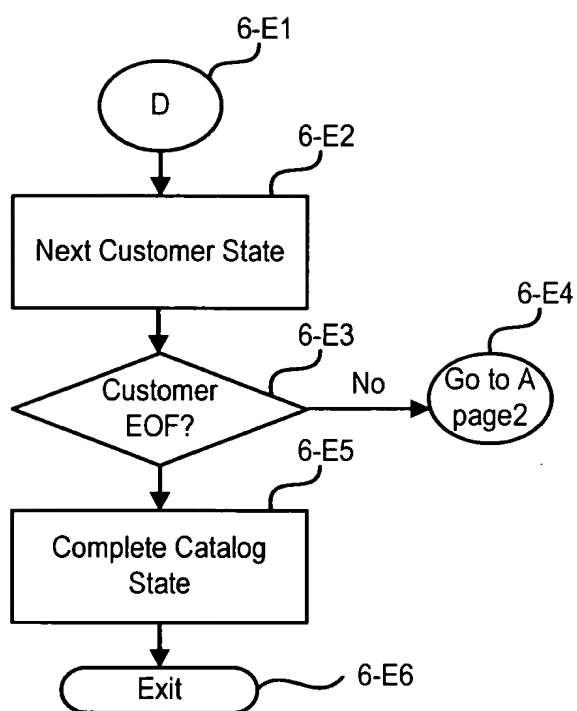 6-E1
D
6-E2
Next Customer State
6-E3
Customer
EOF?
No
6-E4
Go to A
page2
6-E5
Complete Catalog
State
Exit
6-E6